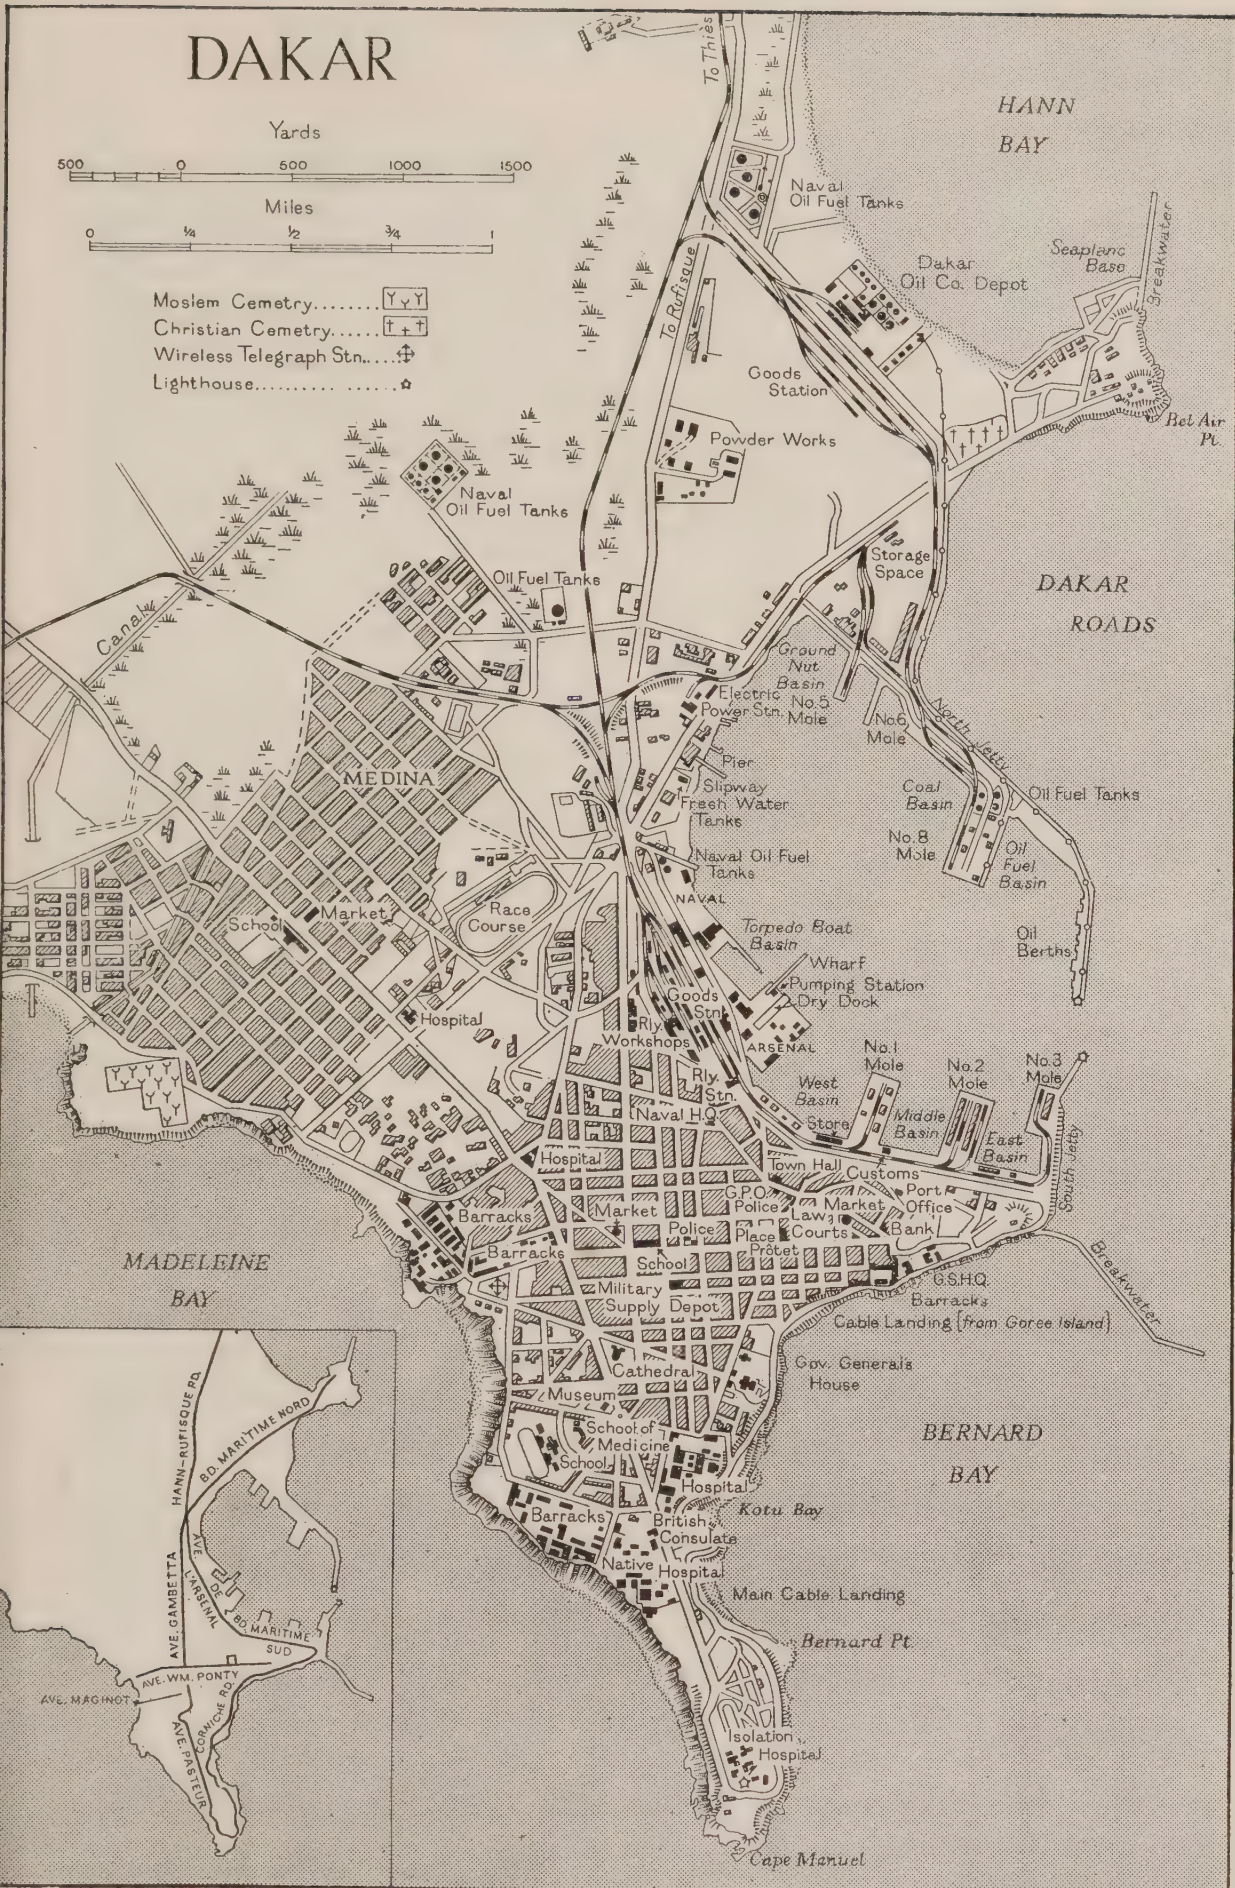 DAKAR
Yards
500 0 500 1000 1500
Miles
0 1/4 1/2 3/4 1
Moslem Cemetry........
Christian Cemetry......
Wireless Telegraph Stn.....
Lighthouse...............
To Thiès
HANN
BAY
Naval
Oil Fuel Tanks
Seaplane
Base
Breakwater
Dakar
Oil Co. Depot
To Rufisque
Goods
Station
Bel Air
Pt.
Powder Works
Naval
Oil Fuel Tanks
Storage
Space
Oil Fuel Tanks
DAKAR
ROADS
Canal
Ground
Nut
Basin
Electric
Power Stn.
No.5
Mole
No.6
Mole
North Jetty
Pier
MEDINA
Slipway
Fresh Water
Tanks
Coal
Basin
Oil Fuel Tanks
No.8
Mole
Oil
Fuel
Basin
Naval Oil Fuel
Tanks
NAVAL
Race
Course
School
Market
Torpedo Boat
Basin
Oil
Berths
Wharf
Pumping Station
Dry Dock
Goods
Stn.
Hospital
Rly.
Workshops
ARSENAL
No.1
Mole
No.2
Mole
No.3
Mole
Rly.
Stn.
West
Basin
Naval H.Q.
Store
Middle
Basin
East
Basin
South Jetty
Hospital
Town Hall
Customs
G.P.O.
Police
Market
Port
Office
Barracks
Market
Police
Place
Prôtet
Law
Courts
Bank
Barracks
School
Breakwater
MADELEINE
BAY
Military
Supply Depot
G.S.H.Q.
Barracks
Cable Landing (from Goree Island)
Cathedral
Gov. General's
House
Museum
School of
Medicine
School
BERNARD
BAY
Hospital
Kotu Bay
Barracks
British
Consulate
Native Hospital
Main Cable Landing
Bernard Pt.
Isolation
Hospital
Cape Manuel
HANN-RUFISQUE RD.
BD. MARITIME NORD
AVE. GAMBETTA
AVE DE L'ARSENAL
BD. MARITIME
SUD
AVE. WM. PONTY
AVE. MAGINOT
CORNICHE RD.
AVE. PASTEUR